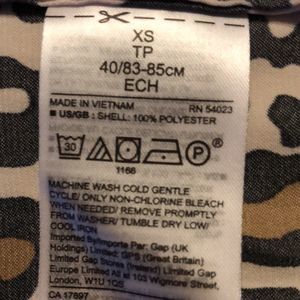 XS
TP
40/83-85CM
ECH
MADE IN VIETNAM RN 54023
US/GB : SHELL: 100% POLYESTER
30 P
1166
MACHINE WASH COLD GENTLE
CYCLE/ ONLY NON-CHLORINE BLEACH
WHEN NEEDED/ REMOVE PROMPTLY
FROM WASHER/ TUMBLE DRY LOW/
COOL IRON
Imported By/Importe Par: Gap (UK
Holdings) Limited GPS (Great Britain)
Limited Gap Stores (Ireland) Limited Gap
Europe Limited All at 103 Wigmore Street,
London, W1U 1QS
CA 17897